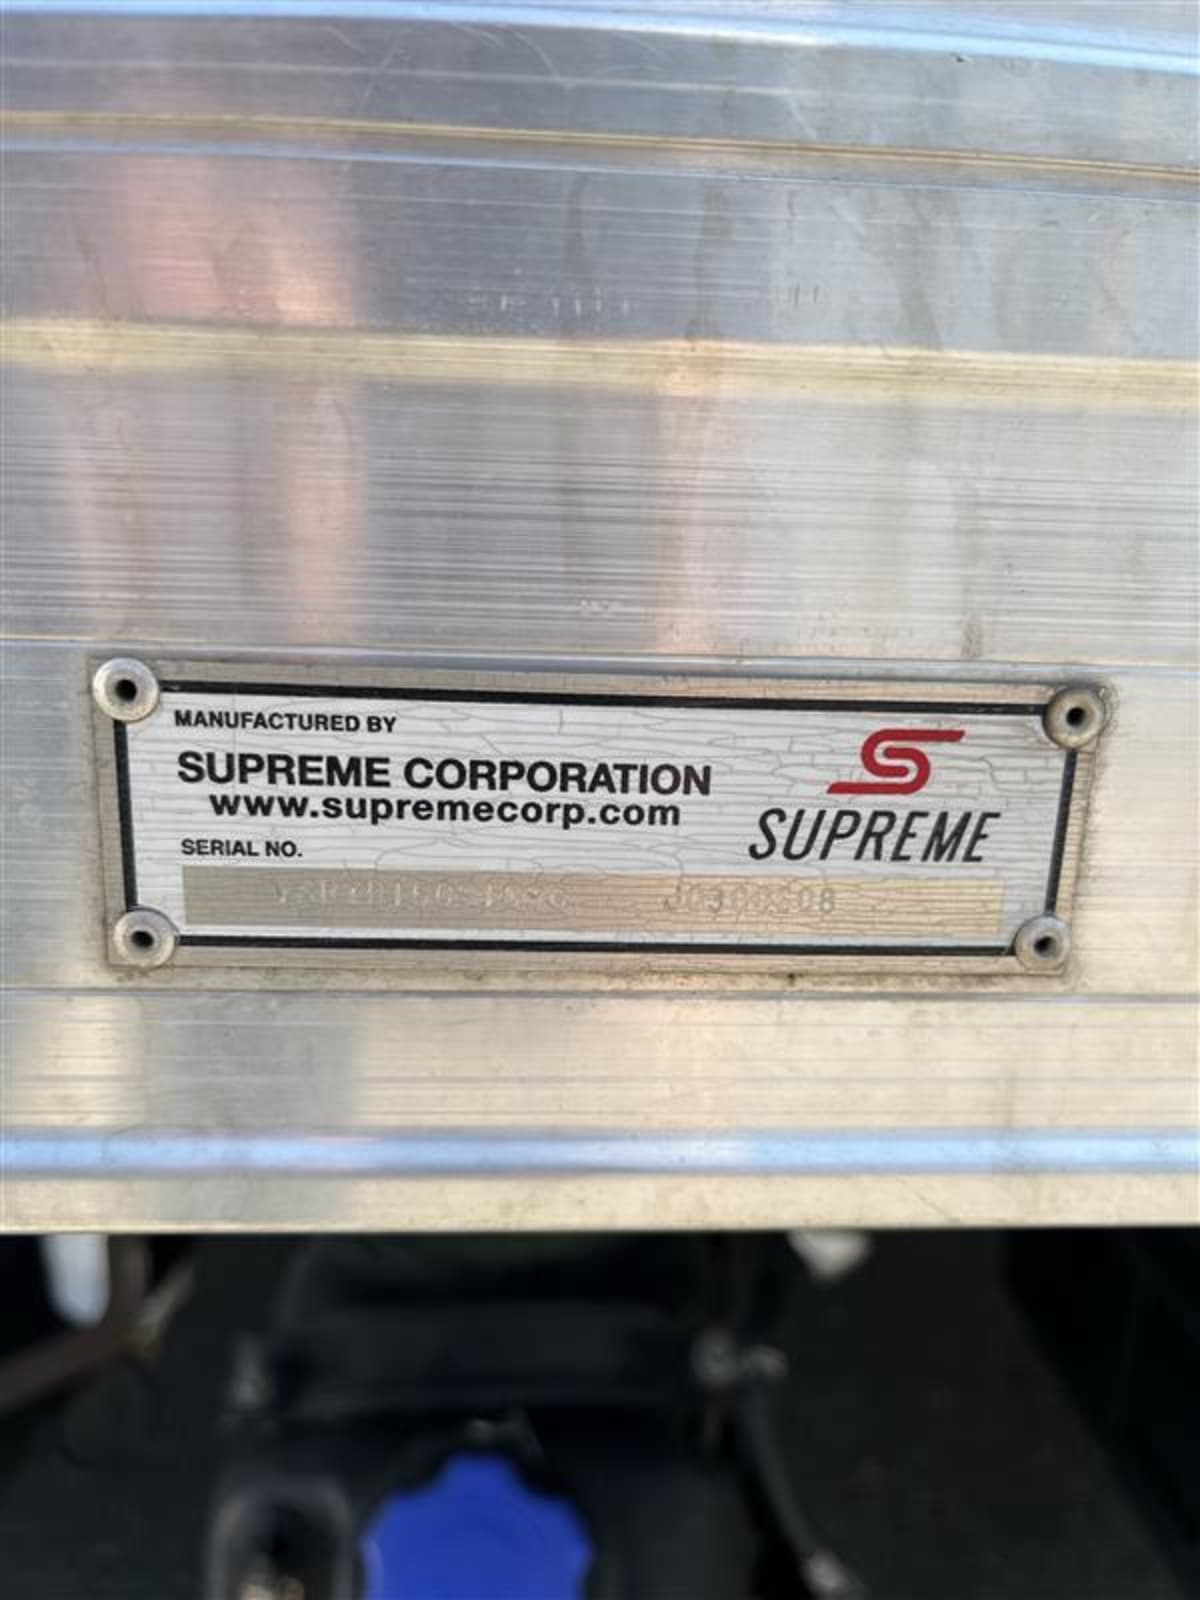 MANUFACTURED BY
SUPREME CORPORATION
www.supremecorp.com
SUPREME
SERIAL NO.